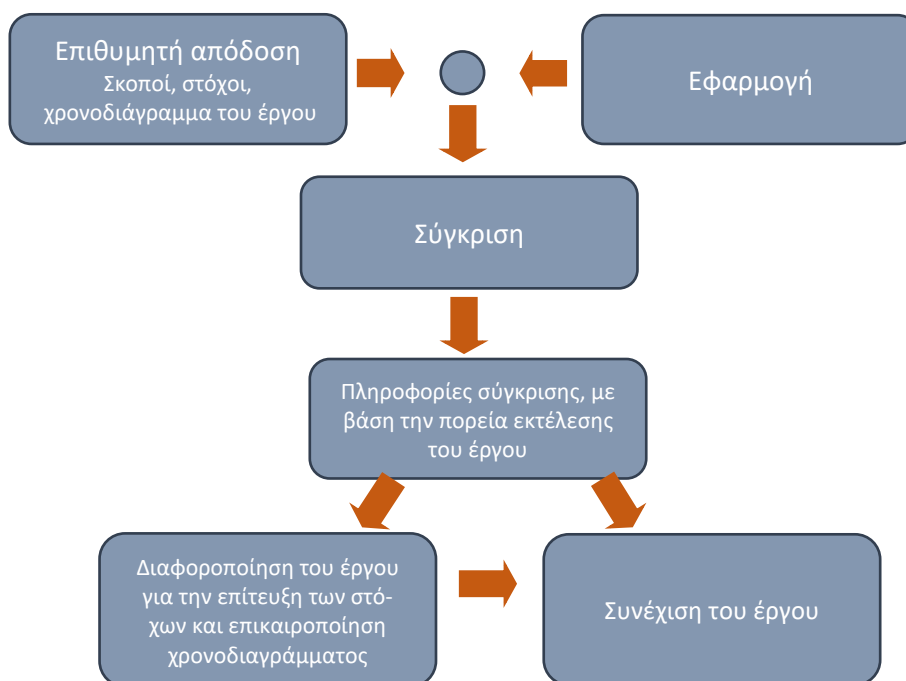 Επιθυμητή απόδοση
Σκοποί, στόχοι,
χρονοδιάγραμμα του έργου
Εφαρμογή
Σύγκριση
Πληροφορίες σύγκρισης, με
βάση την πορεία εκτέλεσης
του έργου
Διαφοροποίηση του έργου
για την επίτευξη των στό-
χων και επικαιροποίηση
χρονοδιαγράμματος
Συνέχιση του έργου